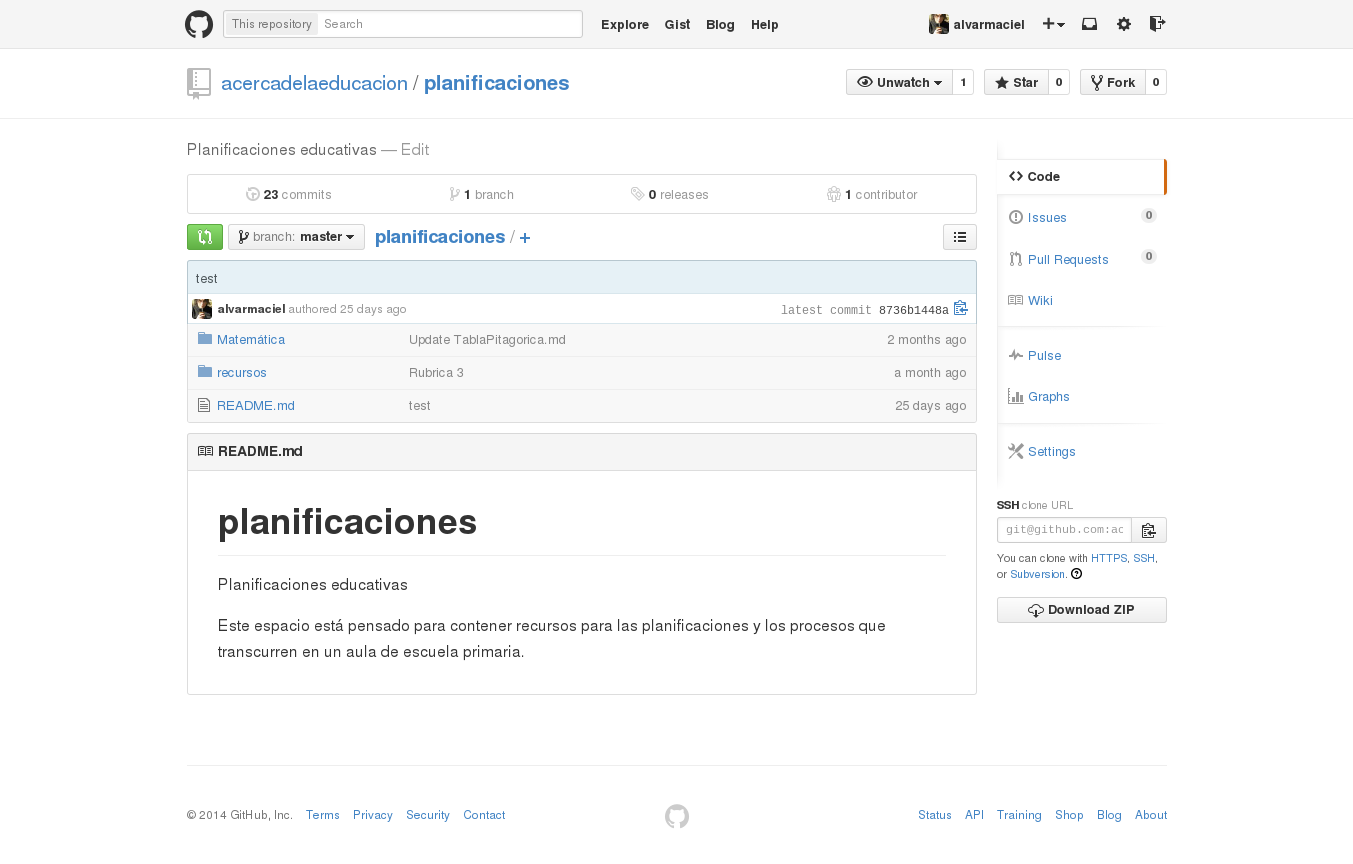 This repository Search Explore Gist Blog Help alvarmaciel
acercadelaeducacion / planificaciones Unwatch 1 Star 0 Fork 0
Planificaciones educativas — Edit
23 commits 1 branch 0 releases 1 contributor
branch: master planificaciones / +
test
alvarmaciel authored 25 days ago latest commit 8736b1448a
Matemática Update TablaPitagorica.md 2 months ago
recursos Rubrica 3 a month ago
README.md test 25 days ago
README.md
planificaciones
Planificaciones educativas
Este espacio está pensado para contener recursos para las planificaciones y los procesos que
transcurren en un aula de escuela primaria.
Code
Issues 0
Pull Requests 0
Wiki
Pulse
Graphs
Settings
SSH clone URL
git@github.com:ac
You can clone with HTTPS, SSH,
or Subversion.
Download ZIP
© 2014 GitHub, Inc. Terms Privacy Security Contact Status API Training Shop Blog About